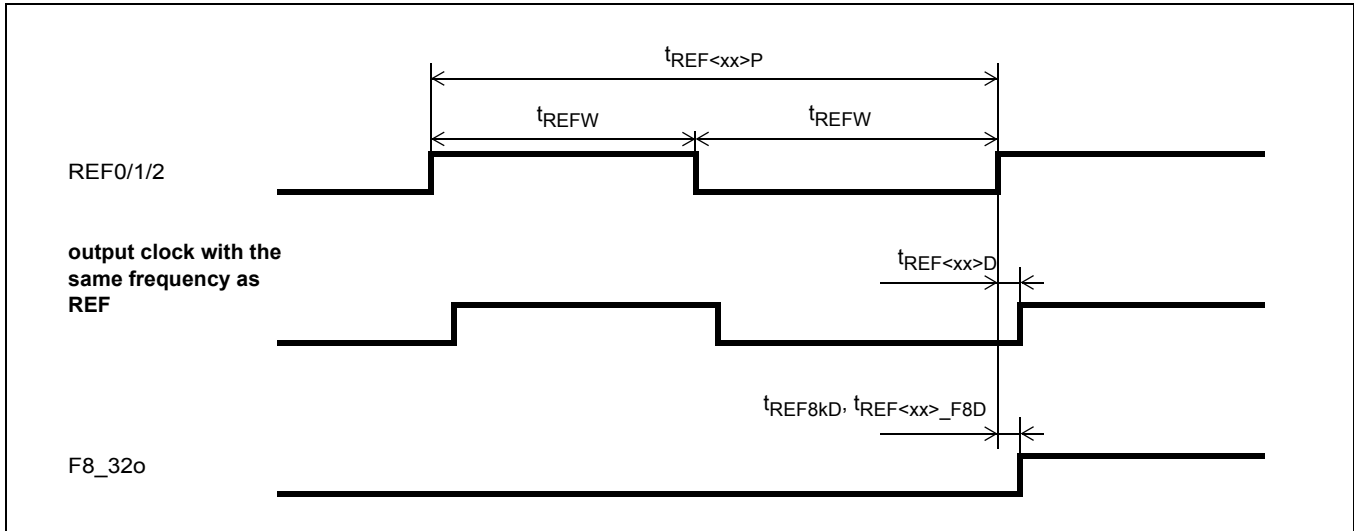 tREF<xx>P
tREFW tREFW
REF0/1/2
output clock with the
same frequency as
REF
tREF<xx>D
tREF8kD, tREF<xx>_F8D
F8_32o